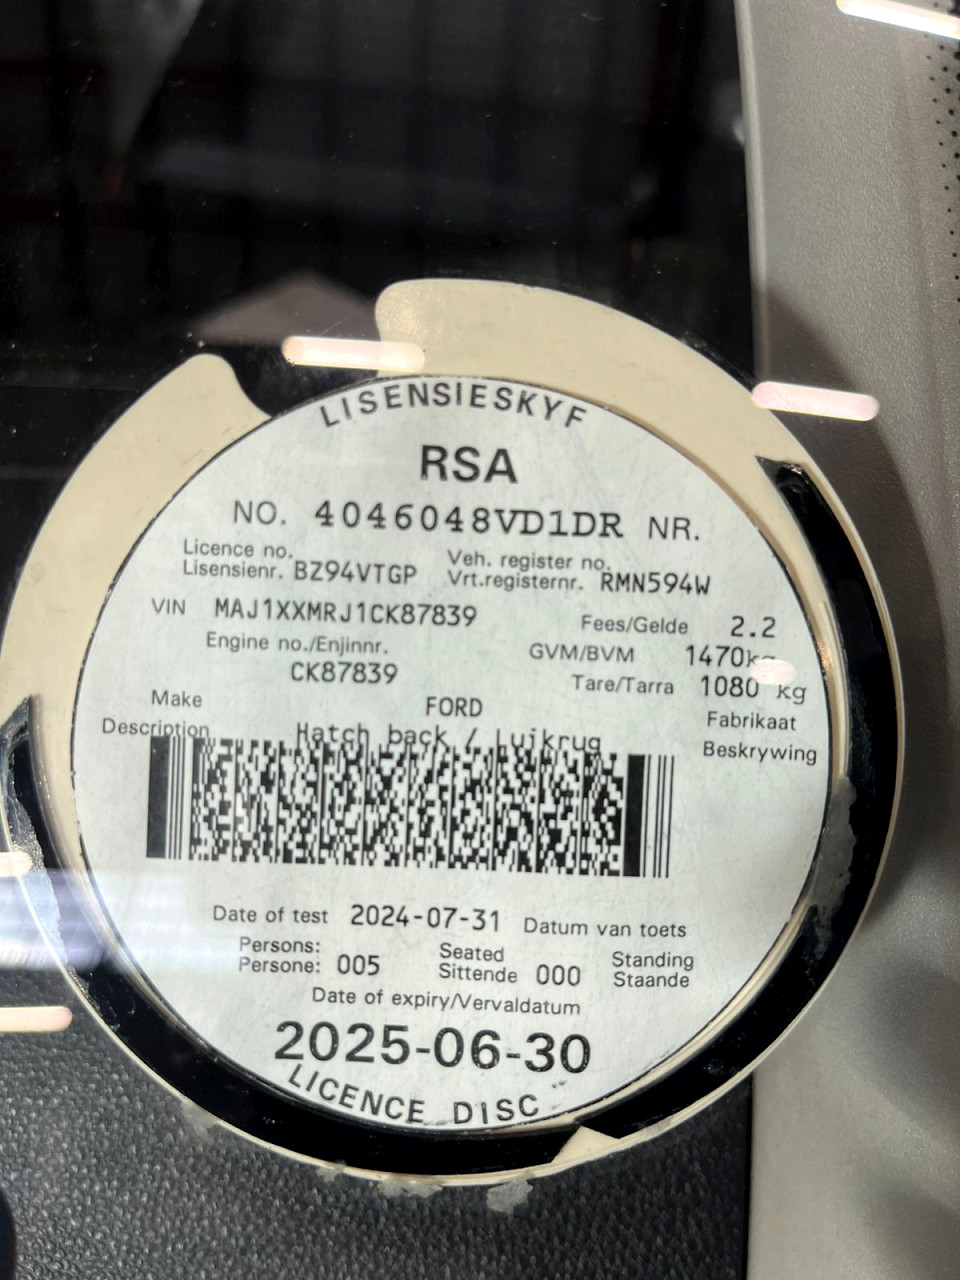 LISENSIESKYF
RSA
NO. 4046048VD1DR NR.
Licence no. Veh. register no.
Lisensienr. BZ94VTGP Vrt.registernr. RMN594W
VIN MAJ1XXMRJ1CK87839 Fees/Gelde 2.2
Engine no./Enjinnr. GVM/BVM 1470kg
CK87839 Tare/Tarra 1080 kg
Make FORD Fabrikaat
Description Hatch back / Luikrug Beskrywing
Date of test 2024-07-31 Datum van toets
Persons: Seated Standing
Persone: 005 Sittende 000 Staande
Date of expiry/Vervaldatum
2025-06-30
LICENCE DISC